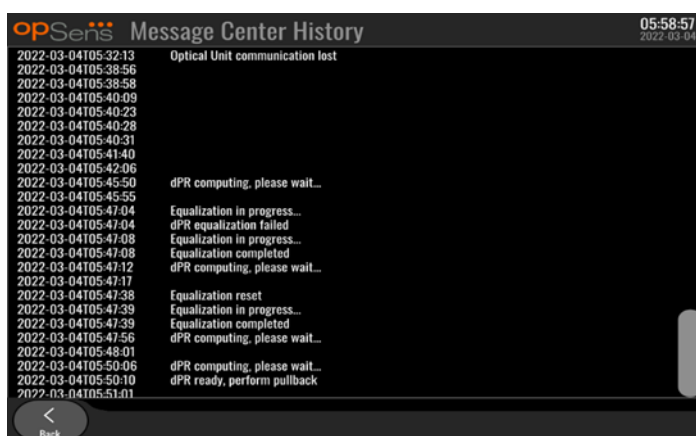 opSens Message Center History 05:58:57
2022-03-04
2022-03-04T05:32:13 Optical Unit communication lost
2022-03-04T05:38:56
2022-03-04T05:38:58
2022-03-04T05:40:09
2022-03-04T05:40:23
2022-03-04T05:40:28
2022-03-04T05:40:31
2022-03-04T05:41:40
2022-03-04T05:42:06
2022-03-04T05:45:50 dPR computing, please wait...
2022-03-04T05:45:55
2022-03-04T05:47:04 Equalization in progress...
2022-03-04T05:47:04 dPR equalization failed
2022-03-04T05:47:08 Equalization in progress...
2022-03-04T05:47:08 Equalization completed
2022-03-04T05:47:12 dPR computing, please wait...
2022-03-04T05:47:17
2022-03-04T05:47:38 Equalization reset
2022-03-04T05:47:39 Equalization in progress...
2022-03-04T05:47:39 Equalization completed
2022-03-04T05:47:56 dPR computing, please wait...
2022-03-04T05:48:01
2022-03-04T05:50:06 dPR computing, please wait...
2022-03-04T05:50:10 dPR ready, perform pullback
2022-03-04T05:51:01
Back